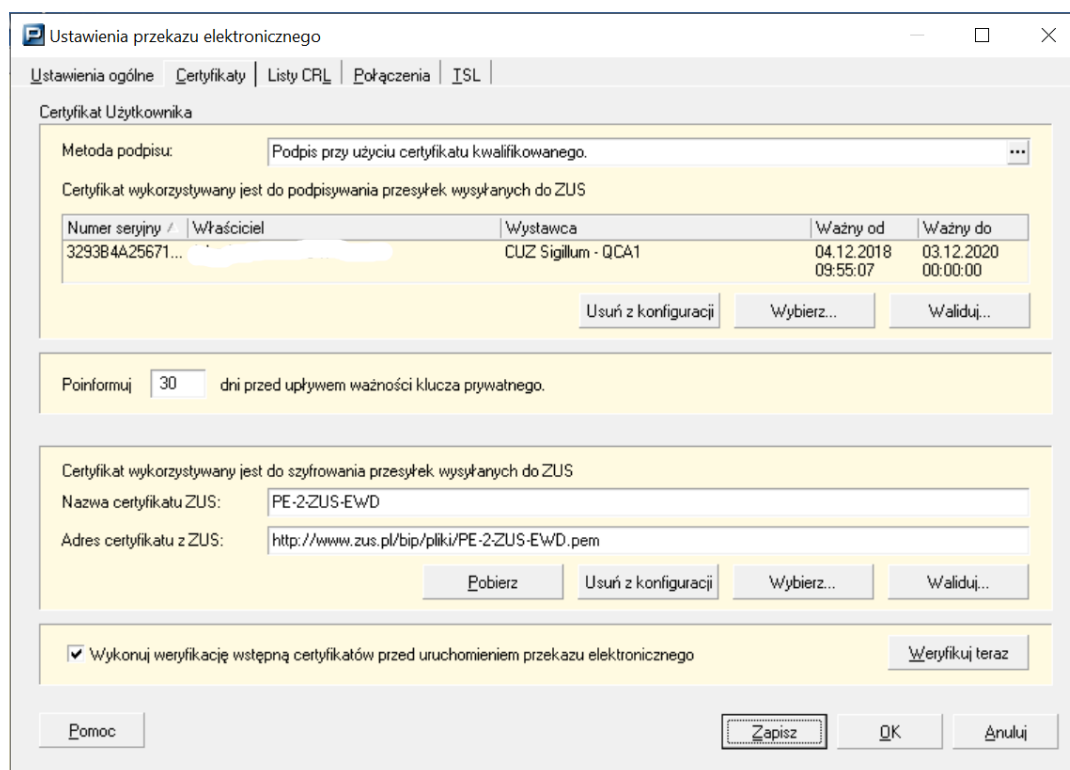 Ustawienia przekazu elektronicznego
Ustawienia ogólne Certyfikaty Listy CRL Połączenia TSL
Certyfikat Użytkownika
Metoda podpisu: Podpis przy użyciu certyfikatu kwalifikowanego. ...
Certyfikat wykorzystywany jest do podpisywania przesyłek wysyłanych do ZUS
Numer seryjny Właściciel Wystawca Ważny od Ważny do
3293B4A25671... CUZ Sigillum - QCA1 04.12.2018 03.12.2020
09:55:07 00:00:00
Usuń z konfiguracji Wybierz... Waliduj...
Poinformuj 30 dni przed upływem ważności klucza prywatnego.
Certyfikat wykorzystywany jest do szyfrowania przesyłek wysyłanych do ZUS
Nazwa certyfikatu ZUS: PE-2-ZUS-EWD
Adres certyfikatu z ZUS: http://www.zus.pl/bip/pliki/PE-2-ZUS-EWD.pem
Pobierz Usuń z konfiguracji Wybierz... Waliduj...
Wykonuj weryfikację wstępną certyfikatów przed uruchomieniem przekazu elektronicznego Weryfikuj teraz
Pomoc Zapisz OK Anuluj